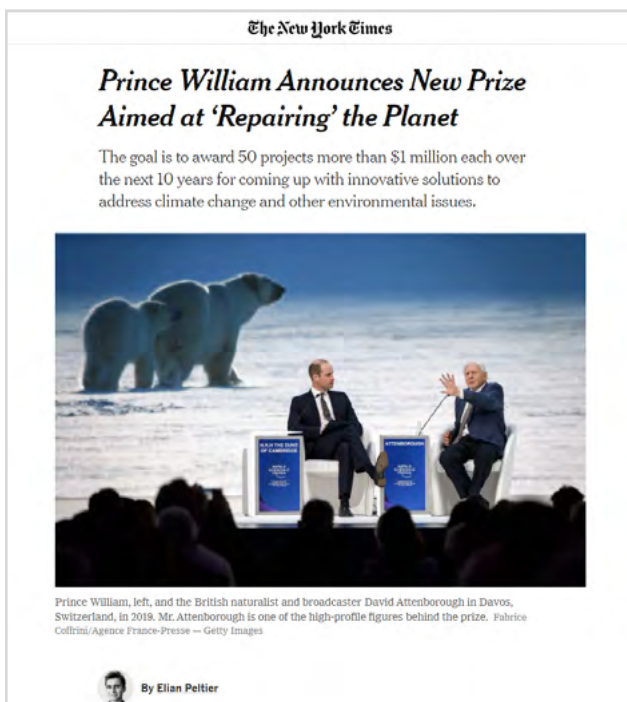 The New York Times
Prince William Announces New Prize
Aimed at ‘Repairing’ the Planet
The goal is to award 50 projects more than $1 million each over
the next 10 years for coming up with innovative solutions to
address climate change and other environmental issues.
H.R.H THE DUKE
OF CAMBRIDGE
ATTENBOROUGH
Prince William, left, and the British naturalist and broadcaster David Attenborough in Davos,
Switzerland, in 2019. Mr. Attenborough is one of the high-profile figures behind the prize. Fabrice
Coffrini/Agence France-Presse — Getty Images
By Elian Peltier